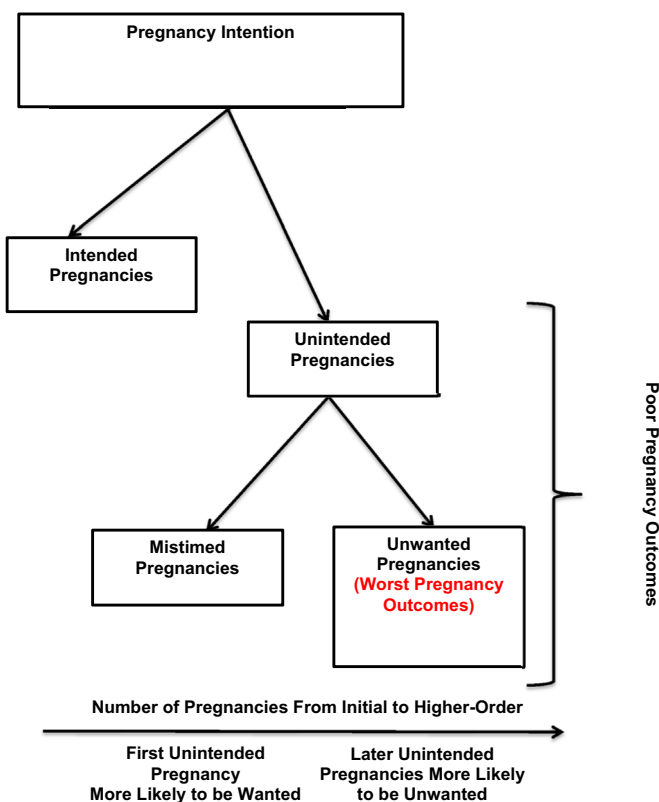 Pregnancy Intention
Intended
Pregnancies
Unintended
Pregnancies
Poor Pregnancy Outcomes
Mistimed
Pregnancies
Unwanted
Pregnancies
(Worst Pregnancy
Outcomes)
Number of Pregnancies From Initial to Higher-Order
First Unintended
Pregnancy
More Likely to be Wanted
Later Unintended
Pregnancies More Likely
to be Unwanted